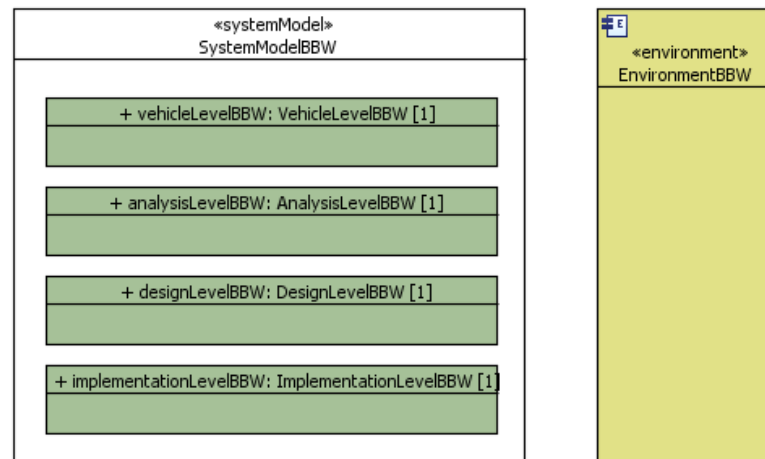 «systemModel»
SystemModelBBW
+ vehicleLevelBBW: VehicleLevelBBW [1]
+ analysisLevelBBW: AnalysisLevelBBW [1]
+ designLevelBBW: DesignLevelBBW [1]
+ implementationLevelBBW: ImplementationLevelBBW [1]
E
«environment»
EnvironmentBBW